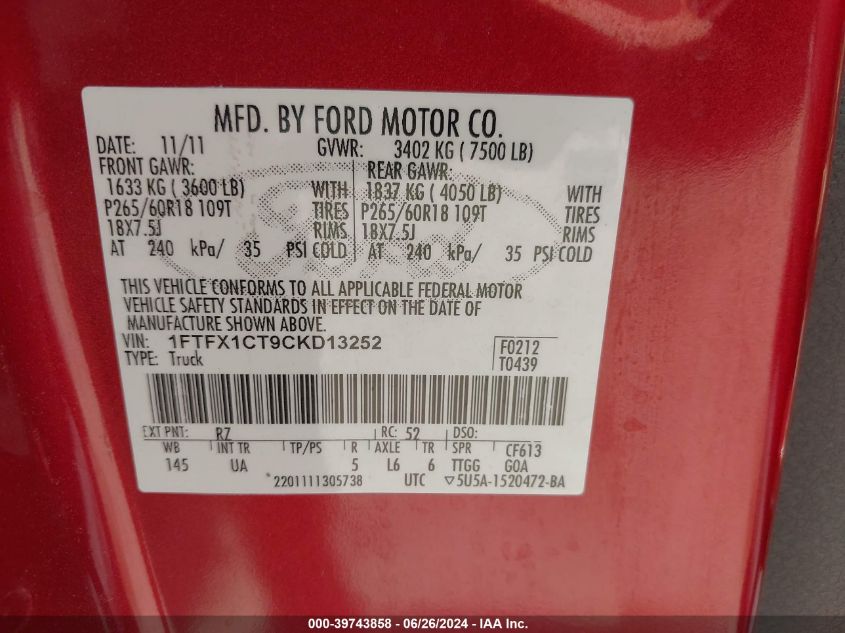 MFD. BY FORD MOTOR CO.
DATE: 11/11 GVWR: 3402 KG ( 7500 LB)
FRONT GAWR: REAR GAWR:
1633 KG ( 3600 LB) WITH 1837 KG ( 4050 LB) WITH
P265/60R18 109T TIRES P265/60R18 109T TIRES
18X7.5J RIMS 18X7.5J RIMS
AT 240 kPa/ 35 PSI COLD AT 240 kPa/ 35 PSI COLD
Ford
THIS VEHICLE CONFORMS TO ALL APPLICABLE FEDERAL MOTOR
VEHICLE SAFETY STANDARDS IN EFFECT ON THE DATE OF
MANUFACTURE SHOWN ABOVE.
VIN: 1FTFX1CT9CKD13252 F0212
TYPE: Truck T0439
EXT PNT: RZ RC: 52 DSO:
WB INT TR TP/PS R AXLE TR SPR CF613
145 UA 5 L6 6 TTGG GOA
*2201111305738 UTC ▽5U5A-1520472-BA
000-39743858 / 06/26/2024 - IAA Inc.